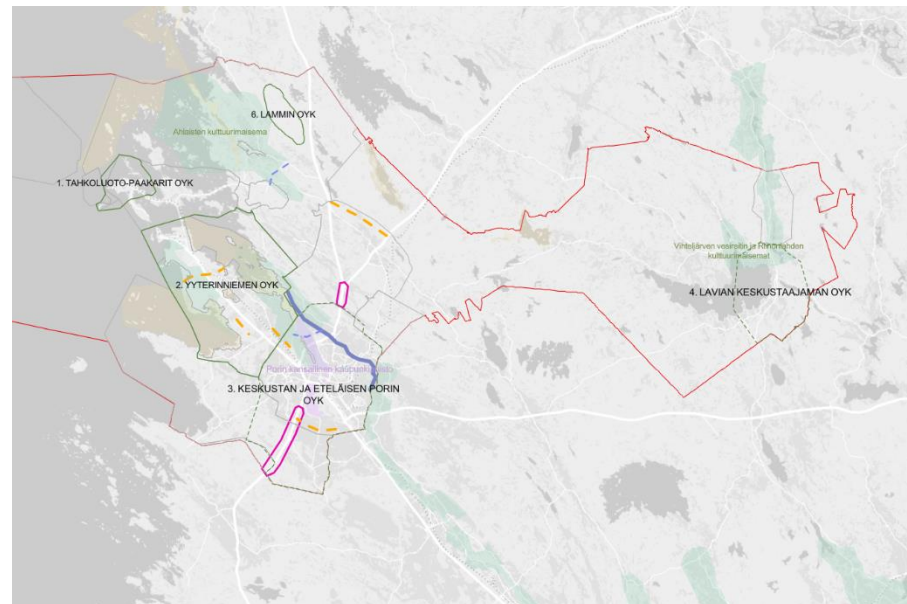 6. LAMMIN OYK
Ahlaisten kulttuurimaisema
1. TAHKOLUOTO-PAAKARIT OYK
Vihteljärven vesireitin ja Riihonlahden
kulttuurimaisemat
2. YYTERINNIEMEN OYK
4. LAVIAN KESKUSTAAJAMAN OYK
Porin kansallinen kaupunkipuisto
3. KESKUSTAN JA ETELÄISEN PORIN
OYK